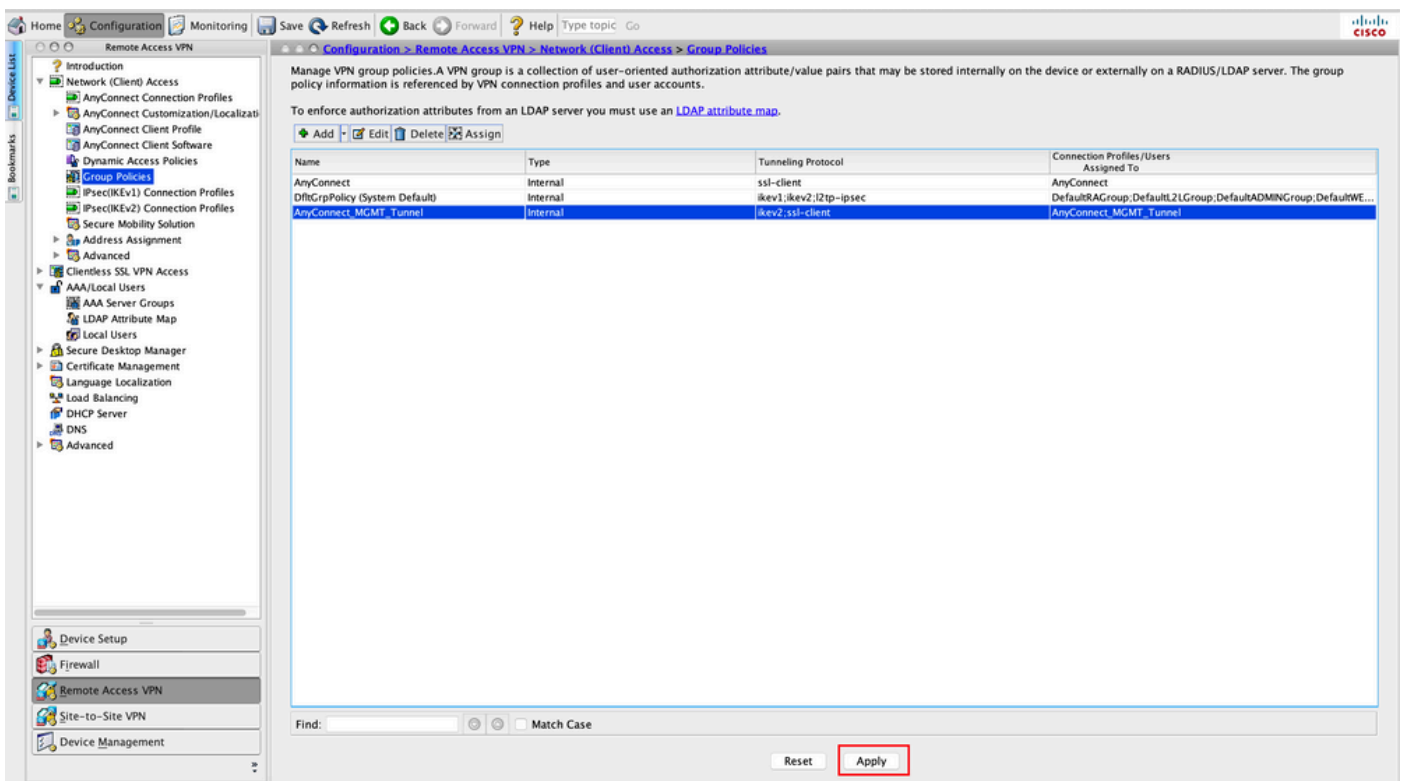 Home Configuration Monitoring Save Refresh Back Forward Help Type topic Go
CISCO
Device List
Bookmarks
Remote Access VPN
Introduction
Network (Client) Access
AnyConnect Connection Profiles
AnyConnect Customization/Localizati
AnyConnect Client Profile
AnyConnect Client Software
Dynamic Access Policies
Group Policies
IPsec(IKEv1) Connection Profiles
IPsec(IKEv2) Connection Profiles
Secure Mobility Solution
Address Assignment
Advanced
Clientless SSL VPN Access
AAA/Local Users
AAA Server Groups
LDAP Attribute Map
Local Users
Secure Desktop Manager
Certificate Management
Language Localization
Load Balancing
DHCP Server
DNS
Advanced
Device Setup
Firewall
Remote Access VPN
Site-to-Site VPN
Device Management
Configuration > Remote Access VPN > Network (Client) Access > Group Policies
Manage VPN group policies.A VPN group is a collection of user-oriented authorization attribute/value pairs that may be stored internally on the device or externally on a RADIUS/LDAP server. The group
policy information is referenced by VPN connection profiles and user accounts.
To enforce authorization attributes from an LDAP server you must use an LDAP attribute map.
Add Edit Delete Assign
Name Type Tunneling Protocol Connection Profiles/Users
Assigned To
AnyConnect Internal ssl-client AnyConnect
DfltGrpPolicy (System Default) Internal ikev1;ikev2;l2tp-ipsec DefaultRAGroup;DefaultL2LGroup;DefaultADMINGroup;DefaultWE...
AnyConnect_MGMT_Tunnel Internal ikev2;ssl-client AnyConnect_MGMT_Tunnel
Find: Match Case
Reset Apply